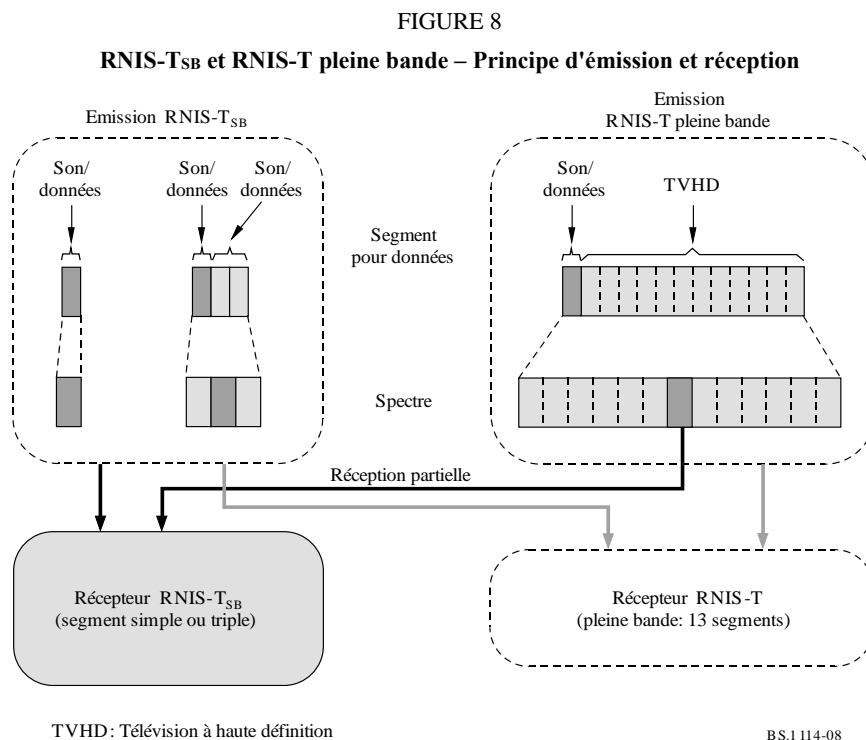 FIGURE 8
RNIS-TSB et RNIS-T pleine bande – Principe d'émission et réception
Emission RNIS-TSB
Emission
RNIS-T pleine bande
Son/
données
Son/
données
Son/
données
Segment
pour données
Son/
données
TVHD
Spectre
Réception partielle
Récepteur RNIS-TSB
(segment simple ou triple)
Récepteur RNIS-T
(pleine bande: 13 segments)
TVHD: Télévision à haute définition
BS.1114-08